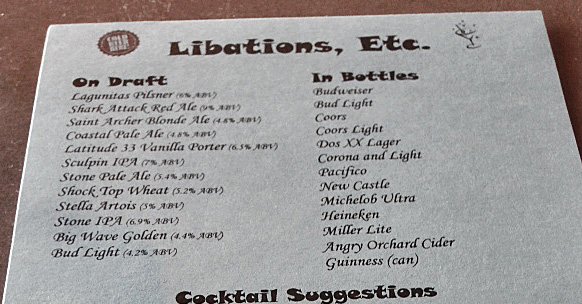 COLD BEER HERE
Libations, Etc.
On Draft
Lagunitas Pilsner (6% ABV)
Shark Attack Red Ale (9% ABV)
Saint Archer Blonde Ale (4.8% ABV)
Coastal Pale Ale (4.8% ABV)
Latitude 33 Vanilla Porter (6.5% ABV)
Sculpin IPA (7% ABV)
Stone Pale Ale (5.4% ABV)
Shock Top Wheat (5.2% ABV)
Stella Artois (5% ABV)
Stone IPA (6.9% ABV)
Big Wave Golden (4.4% ABV)
Bud Light (4.2% ABV)
In Bottles
Budweiser
Bud Light
Coors
Coors Light
Dos XX Lager
Corona and Light
Pacifico
New Castle
Michelob Ultra
Heineken
Miller Lite
Angry Orchard Cider
Guinness (can)
Cocktail Suggestions